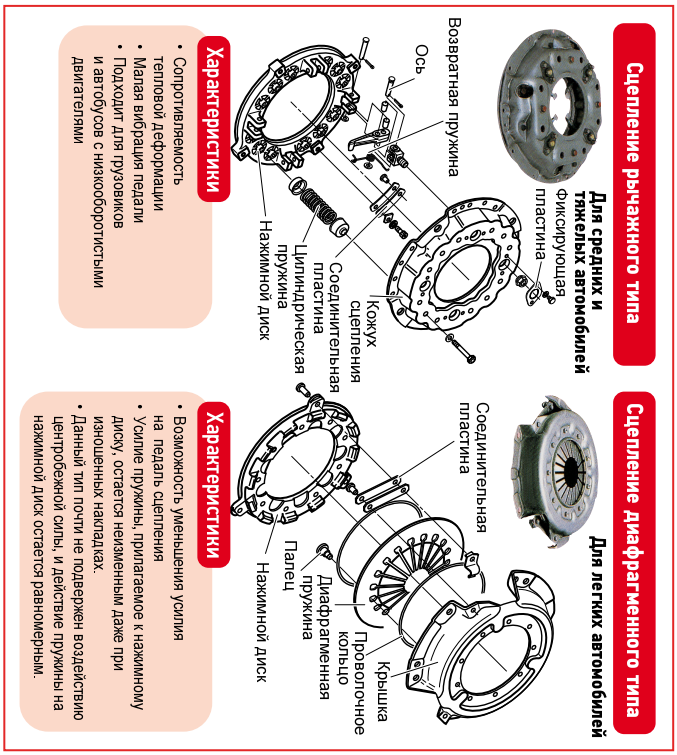 Сцепление рычажного типа
Для средних и
тяжелых автомобилей
Фиксирующая
пластина
Возвратная пружина
Ось
Кожух
сцепления
Соединительная
пластина
Цилиндрическая
пружина
Нажимной диск
Характеристики
• Сопротивляемость
тепловой деформации
• Малая вибрация педали
• Подходит для грузовиков
и автобусов с низкооборотистыми
двигателями
Сцепление диафрагменного типа
Для легких автомобилей
Соединительная
пластина
Крышка
Проволочное
кольцо
Диафрагменная
пружина
Палец
Нажимной диск
Характеристики
• Возможность уменьшения усилия
на педаль сцепления
• Усилие пружины, прилагаемое к нажимному
диску, остается неизменным даже при
изношенных накладках.
• Данный тип почти не подвержен воздействию
центробежной силы, и действие пружины на
нажимной диск остается равномерным.